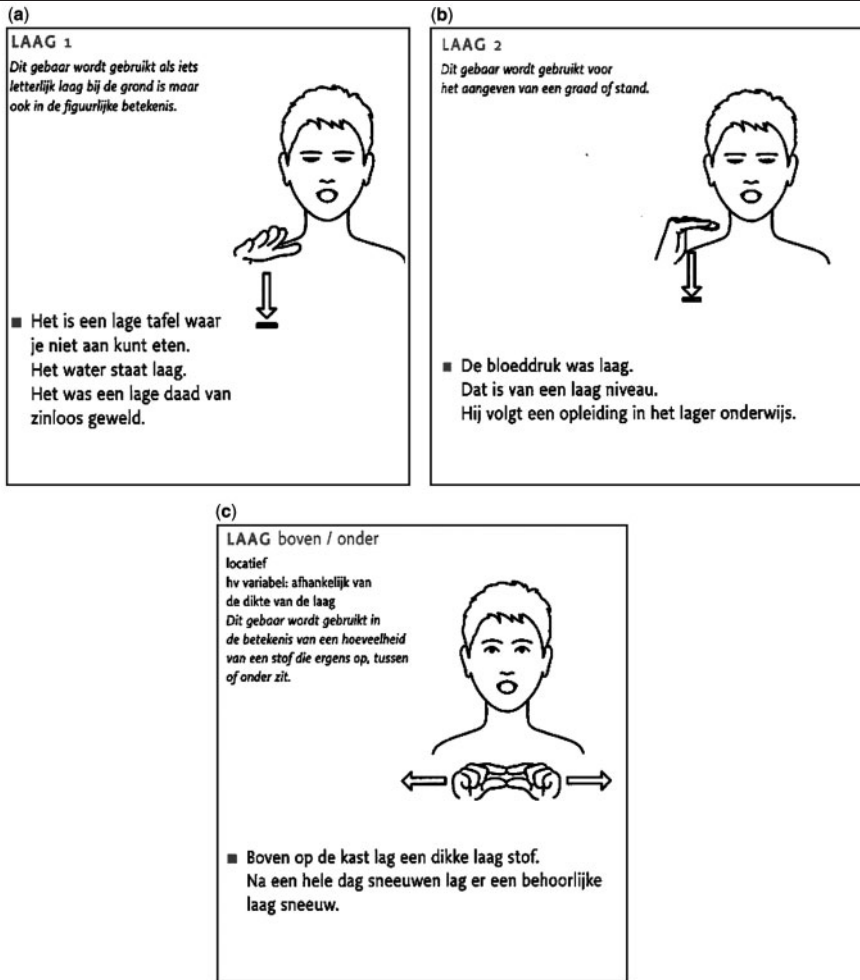 (a)
LAAG 1
Dit gebaar wordt gebruikt als iets
letterlijk laag bij de grond is maar
ook in de figuurlijke betekenis.
■ Het is een lage tafel waar
je niet aan kunt eten.
Het water staat laag.
Het was een lage daad van
zinloos geweld.
(b)
LAAG 2
Dit gebaar wordt gebruikt voor
het aangeven van een graad of stand.
■ De bloeddruk was laag.
Dat is van een laag niveau.
Hij volgt een opleiding in het lager onderwijs.
(c)
LAAG boven / onder
locatief
hv variabel: afhankelijk van
de dikte van de laag
Dit gebaar wordt gebruikt in
de betekenis van een hoeveelheid
van een stof die ergens op, tussen
of onder zit.
■ Boven op de kast lag een dikke laag stof.
Na een hele dag sneeuwen lag er een behoorlijke
laag sneeuw.